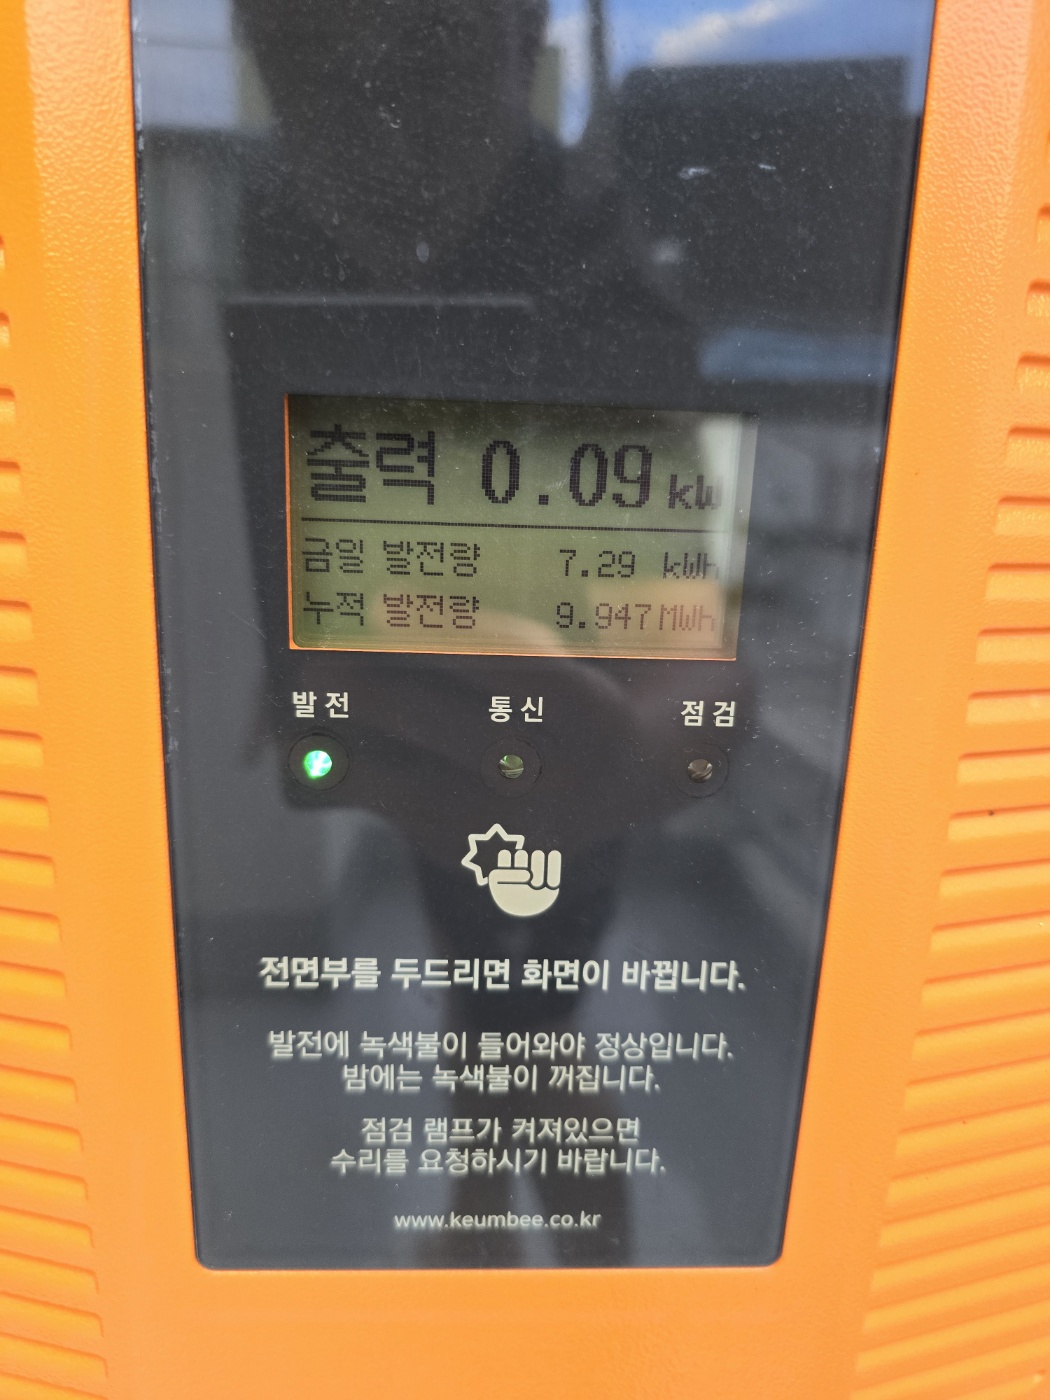 출력 0.09 kW
금일 발전량 7.29 kWh
누적 발전량 9.947 MWh
발전 통신 점검
전면부를 두드리면 화면이 바뀝니다.
발전에 녹색불이 들어와야 정상입니다.
밤에는 녹색불이 꺼집니다.
점검 램프가 켜져있으면
수리를 요청하시기 바랍니다.
www.keumbee.co.kr